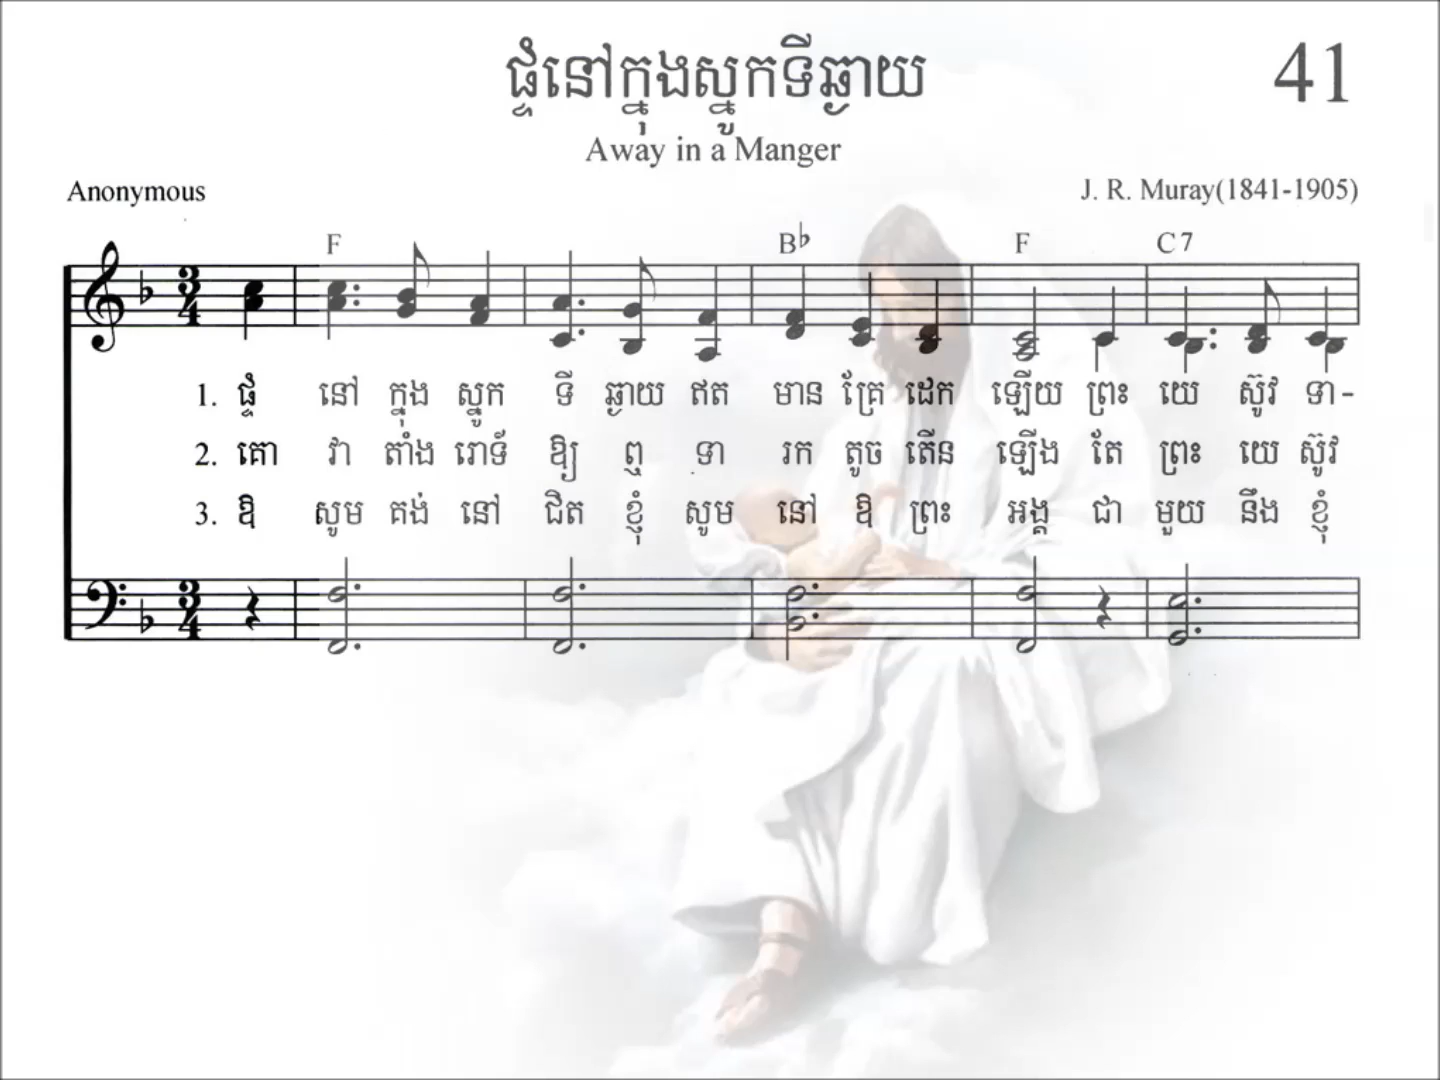 ផ្ទំនៅក្នុងស្នូកទីឆ្ងាយ
41
Away in a Manger
Anonymous
J. R. Muray(1841-1905)
F B♭ F C7
3/4
1. ផ្ទំ នៅ ក្នុង ស្នូក ទី ឆ្ងាយ ឥត មាន គ្រែ ដេក ឡើយ ព្រះ យេ ស៊ូវ ទា-
2. គោ វា តាំង រោទ៍ ឱ្យ ឮ ទា រក តូច តើន ឡើង តែ ព្រះ យេ ស៊ូវ
3. ឱ សូម គង់ នៅ ជិត ខ្ញុំ សូម នៅ ឱ ព្រះ អង្គ ជា មួយ នឹង ខ្ញុំ
3/4